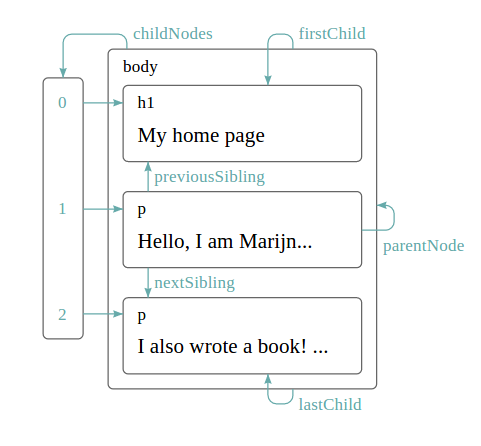 childNodes
firstChild
body
0
h1
My home page
previousSibling
1
p
Hello, I am Marijn...
parentNode
nextSibling
2
p
I also wrote a book! ...
lastChild